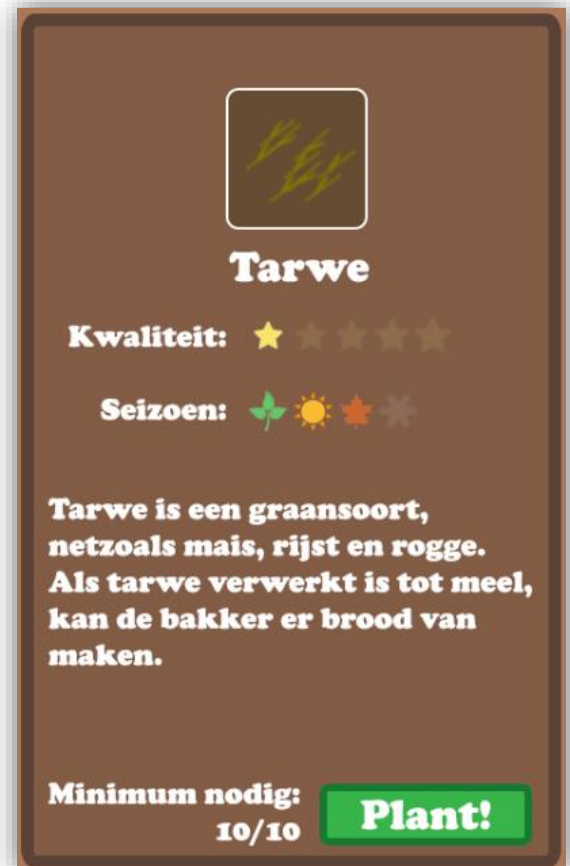 Tarwe
Kwaliteit:
Seizoen:
Tarwe is een graansoort,
netzoals mais, rijst en rogge.
Als tarwe verwerkt is tot meel,
kan de bakker er brood van
maken.
Minimum nodig:
10/10
Plant!